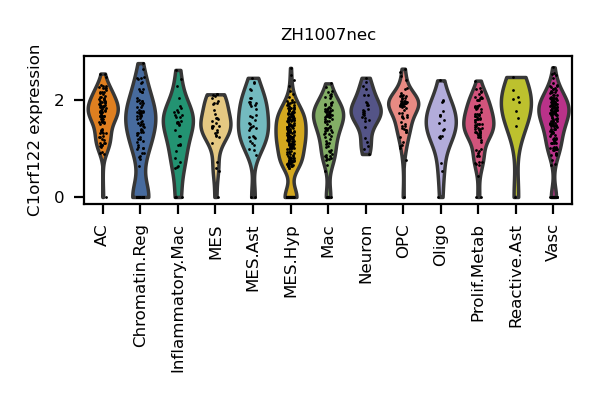 ZH1007nec
C1orf122 expression
2
0
AC
Chromatin.Reg
Inflammatory.Mac
MES
MES.Ast
MES.Hyp
Mac
Neuron
OPC
Oligo
Prolif.Metab
Reactive.Ast
Vasc